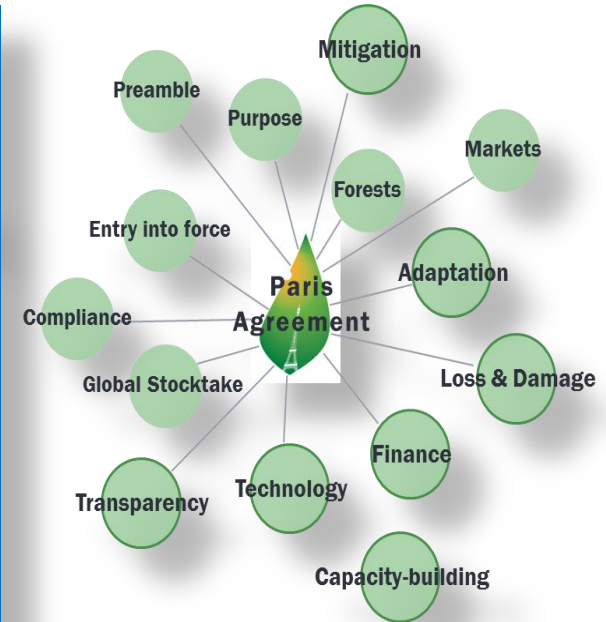 Mitigation
Preamble
Purpose
Markets
Forests
Entry into force
Adaptation
Paris
Agreement
Compliance
Global Stocktake
Loss & Damage
Finance
Technology
Transparency
Capacity-building